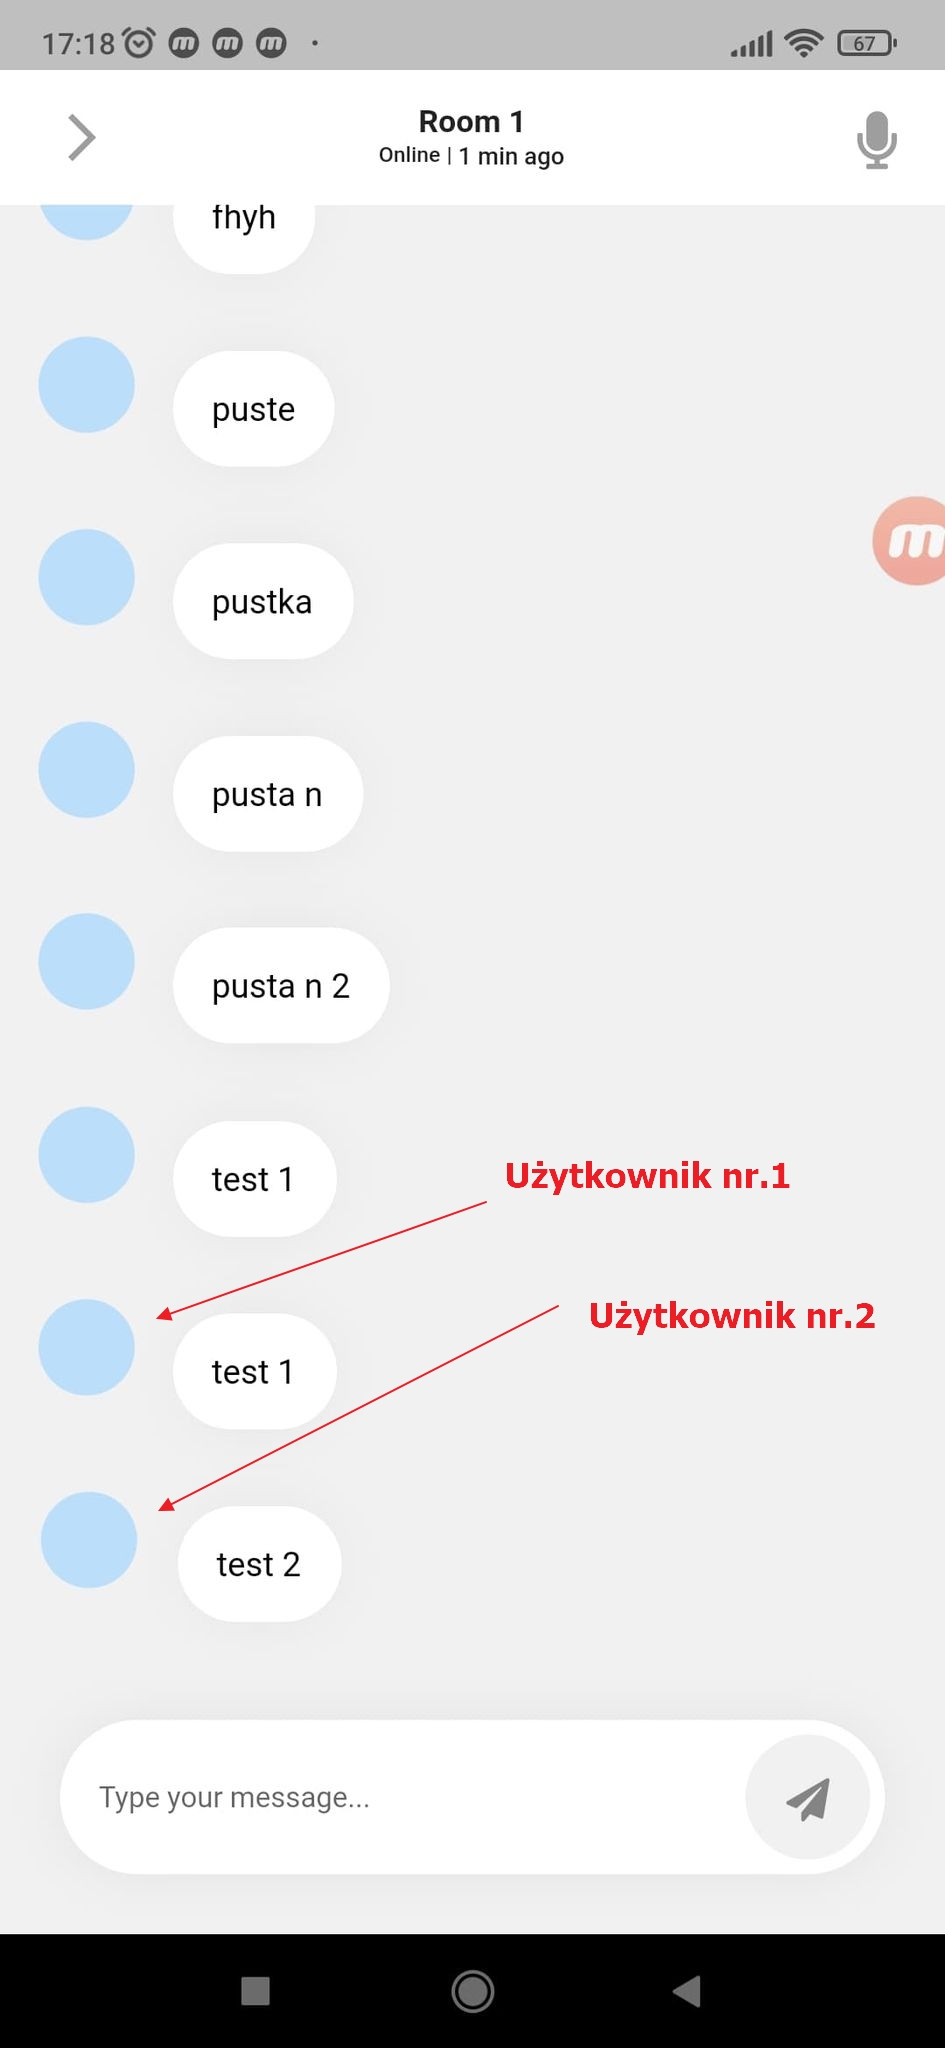 17:18
67
Room 1
Online | 1 min ago
fhyh
puste
pustka
pusta n
pusta n 2
test 1
Użytkownik nr.1
test 1
Użytkownik nr.2
test 2
Type your message...